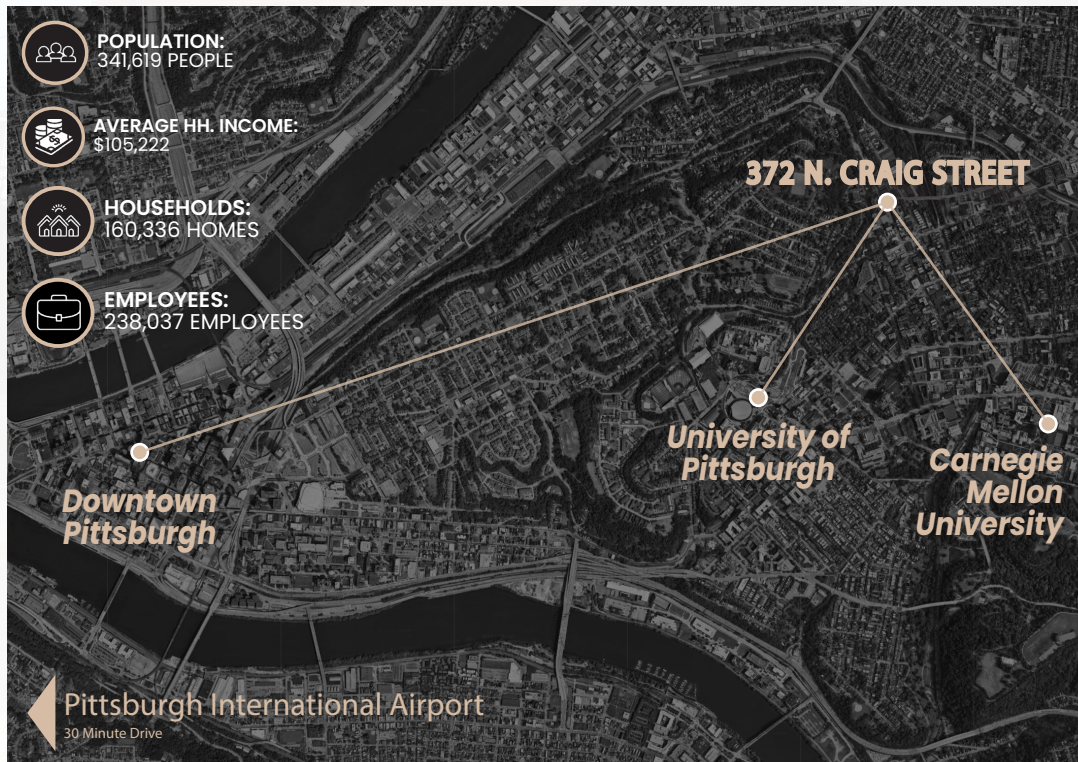 POPULATION:
341,619 PEOPLE
AVERAGE HH. INCOME:
$105,222
HOUSEHOLDS:
160,336 HOMES
EMPLOYEES:
238,037 EMPLOYEES
372 N. CRAIG STREET
University of
Pittsburgh
Carnegie
Mellon
University
Downtown
Pittsburgh
Pittsburgh International Airport
30 Minute Drive